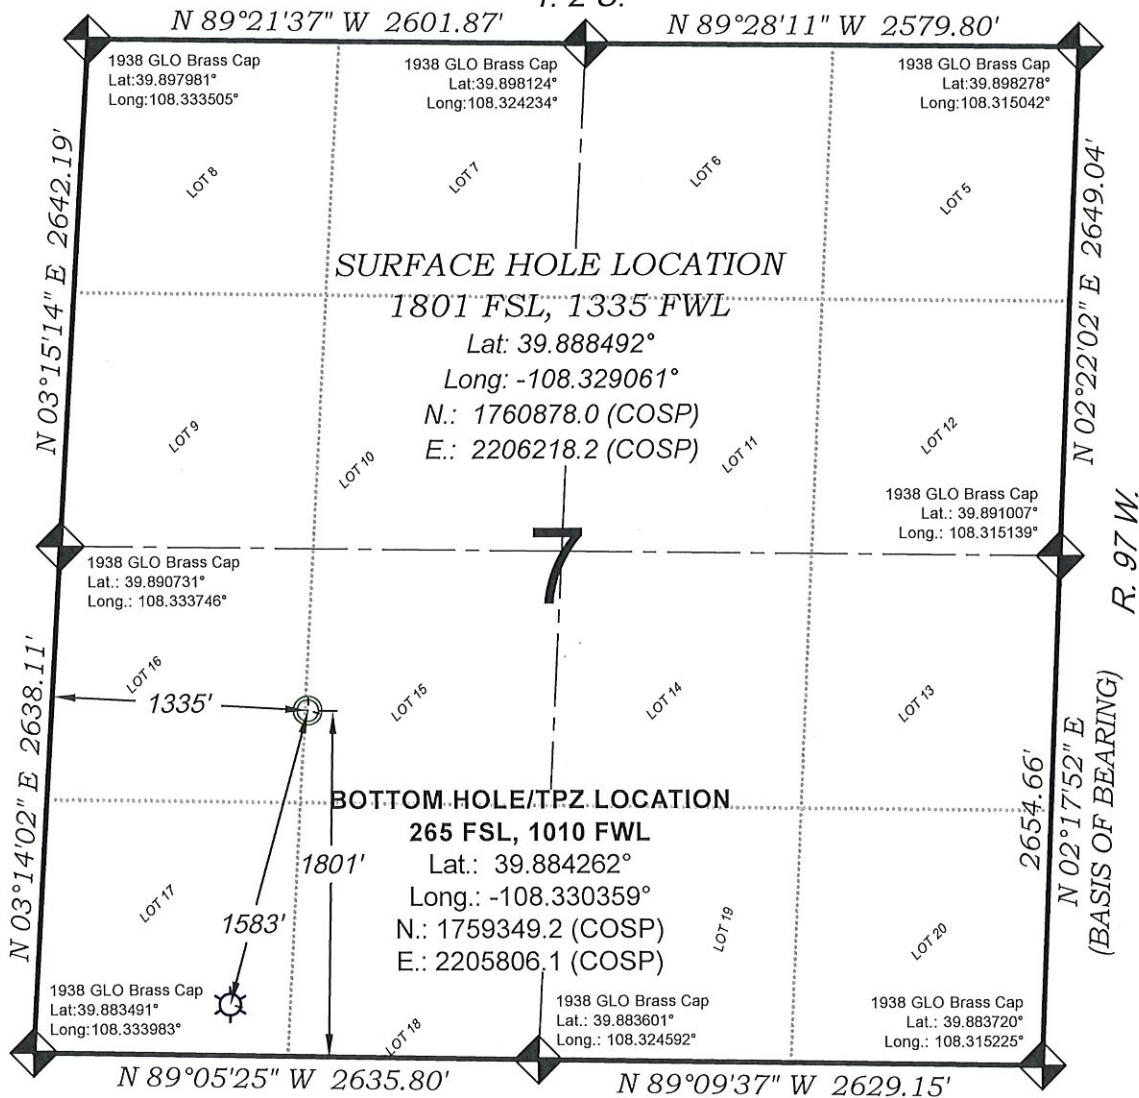 T. 2 S.
N 89°21'37" W 2601.87'
N 89°28'11" W 2579.80'
1938 GLO Brass Cap
Lat:39.897981°
Long:108.333505°
1938 GLO Brass Cap
Lat:39.898124°
Long:108.324234°
1938 GLO Brass Cap
Lat:39.898278°
Long:108.315042°
N 03°15'14" E 2642.19'
N 02°22'02" E 2649.04'
LOT 8
LOT 7
LOT 6
LOT 5
SURFACE HOLE LOCATION
1801 FSL, 1335 FWL
Lat: 39.888492°
Long: -108.329061°
N.: 1760878.0 (COSP)
E.: 2206218.2 (COSP)
LOT 9
LOT 10
LOT 11
LOT 12
1938 GLO Brass Cap
Lat.: 39.891007°
Long.: 108.315139°
R. 97 W.
7
1938 GLO Brass Cap
Lat.: 39.890731°
Long.: 108.333746°
LOT 16
1335'
LOT 15
LOT 14
LOT 13
N 03°14'02" E 2638.11'
2654.66'
N 02°17'52" E
(BASIS OF BEARING)
BOTTOM HOLE/TPZ LOCATION
265 FSL, 1010 FWL
Lat.: 39.884262°
Long.: -108.330359°
N.: 1759349.2 (COSP)
E.: 2205806.1 (COSP)
1801'
1583'
LOT 17
LOT 19
LOT 20
1938 GLO Brass Cap
Lat:39.883491°
Long:108.333983°
LOT 18
1938 GLO Brass Cap
Lat.: 39.883601°
Long.: 108.324592°
1938 GLO Brass Cap
Lat.: 39.883720°
Long.: 108.315225°
N 89°05'25" W 2635.80'
N 89°09'37" W 2629.15'